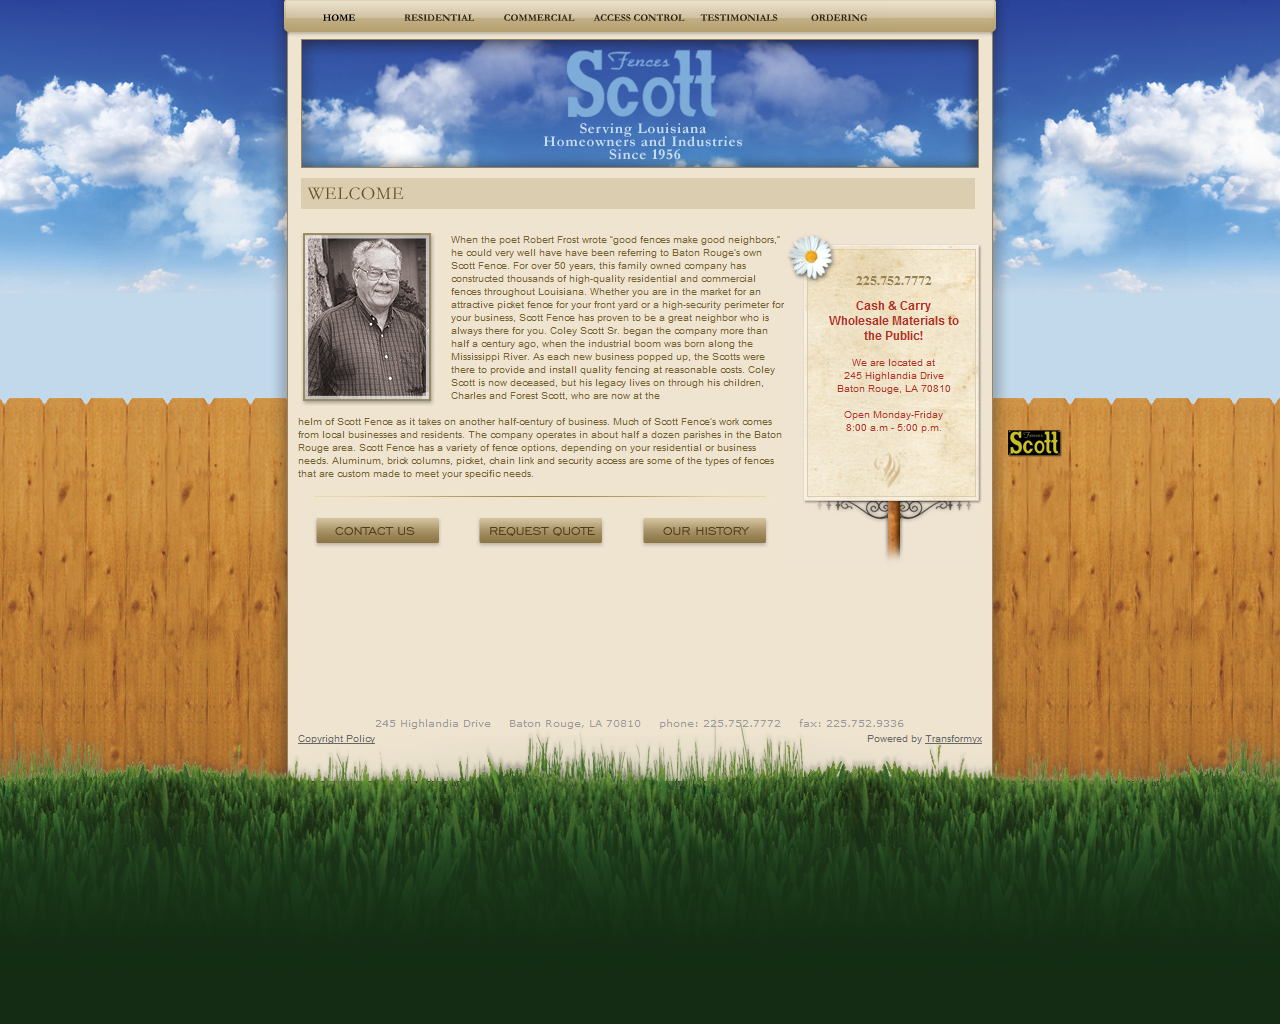 HOME RESIDENTIAL COMMERCIAL ACCESS CONTROL TESTIMONIALS ORDERING
Fences
Scott
Serving Louisiana
Homeowners and Industries
Since 1956
WELCOME
When the poet Robert Frost wrote "good fences make good neighbors,"
he could very well have have been referring to Baton Rouge's own
Scott Fence. For over 50 years, this family owned company has
constructed thousands of high-quality residential and commercial
fences throughout Louisiana. Whether you are in the market for an
attractive picket fence for your front yard or a high-security perimeter for
your business, Scott Fence has proven to be a great neighbor who is
always there for you. Coley Scott Sr. began the company more than
half a century ago, when the industrial boom was born along the
Mississippi River. As each new business popped up, the Scotts were
there to provide and install quality fencing at reasonable costs. Coley
Scott is now deceased, but his legacy lives on through his children,
Charles and Forest Scott, who are now at the
helm of Scott Fence as it takes on another half-century of business. Much of Scott Fence's work comes
from local businesses and residents. The company operates in about half a dozen parishes in the Baton
Rouge area. Scott Fence has a variety of fence options, depending on your residential or business
needs. Aluminum, brick columns, picket, chain link and security access are some of the types of fences
that are custom made to meet your specific needs.
CONTACT US REQUEST QUOTE OUR HISTORY
225.752.7772
Cash & Carry
Wholesale Materials to
the Public!
We are located at
245 Highlandia Drive
Baton Rouge, LA 70810
Open Monday-Friday
8:00 a.m - 5:00 p.m.
Fences
Scott
245 Highlandia Drive Baton Rouge, LA 70810 phone: 225.752.7772 fax: 225.752.9336
Copyright Policy Powered by Transformyx